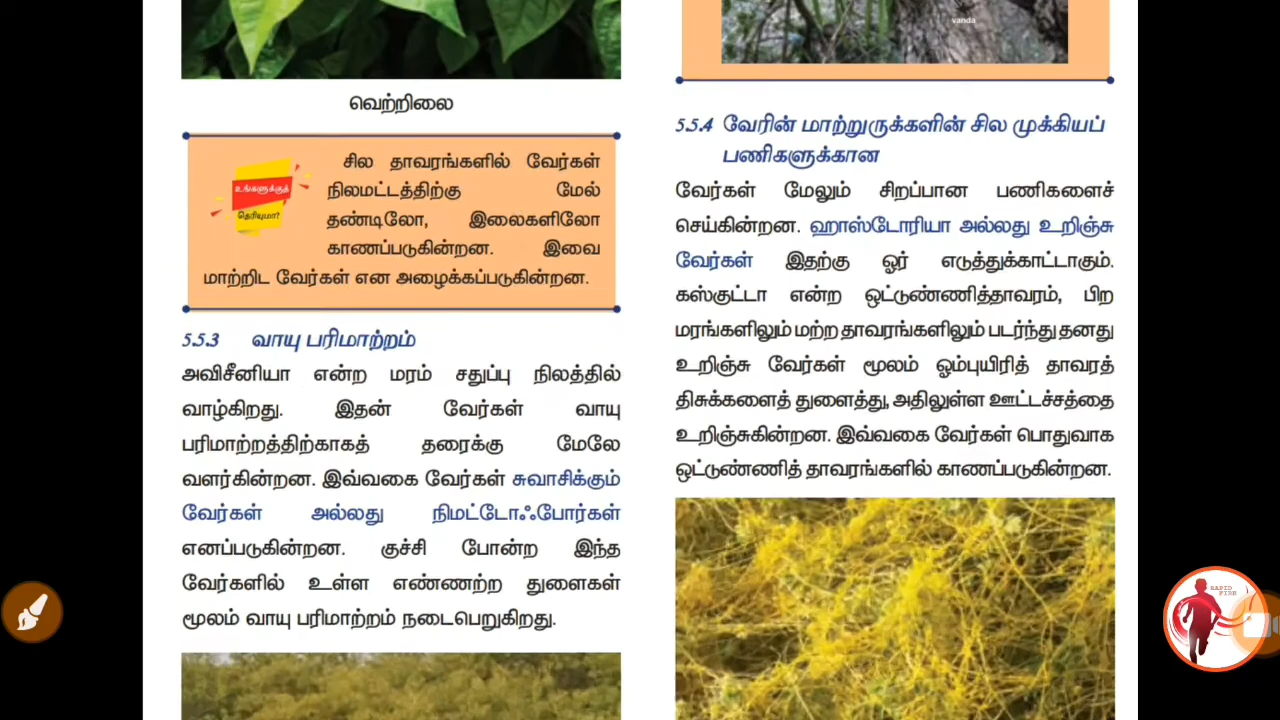 வெற்றிலை
உங்களுக்குத்
தெரியுமா?
சில தாவரங்களில் வேர்கள்
நிலமட்டத்திற்கு மேல்
தண்டிலோ, இலைகளிலோ
காணப்படுகின்றன. இவை
மாற்றிட வேர்கள் என அழைக்கப்படுகின்றன.
5.5.3 வாயு பரிமாற்றம்
அவிசீனியா என்ற மரம் சதுப்பு நிலத்தில்
வாழ்கிறது. இதன் வேர்கள் வாயு
பரிமாற்றத்திற்காகத் தரைக்கு மேலே
வளர்கின்றன. இவ்வகை வேர்கள் சுவாசிக்கும்
வேர்கள் அல்லது நிமட்டோஃபோர்கள்
எனப்படுகின்றன. குச்சி போன்ற இந்த
வேர்களில் உள்ள எண்ணற்ற துளைகள்
மூலம் வாயு பரிமாற்றம் நடைபெறுகிறது.
vanda
5.5.4 வேரின் மாற்றுருக்களின் சில முக்கியப்
பணிகளுக்கான
வேர்கள் மேலும் சிறப்பான பணிகளைச்
செய்கின்றன. ஹாஸ்டோரியா அல்லது உறிஞ்சு
வேர்கள் இதற்கு ஓர் எடுத்துக்காட்டாகும்.
கஸ்குட்டா என்ற ஒட்டுண்ணித்தாவரம், பிற
மரங்களிலும் மற்ற தாவரங்களிலும் படர்ந்து தனது
உறிஞ்சு வேர்கள் மூலம் ஓம்புயிரித் தாவரத்
திசுக்களைத் துளைத்து, அதிலுள்ள ஊட்டச்சத்தை
உறிஞ்சுகின்றன. இவ்வகை வேர்கள் பொதுவாக
ஒட்டுண்ணித் தாவரங்களில் காணப்படுகின்றன.
RAPID
FIRE